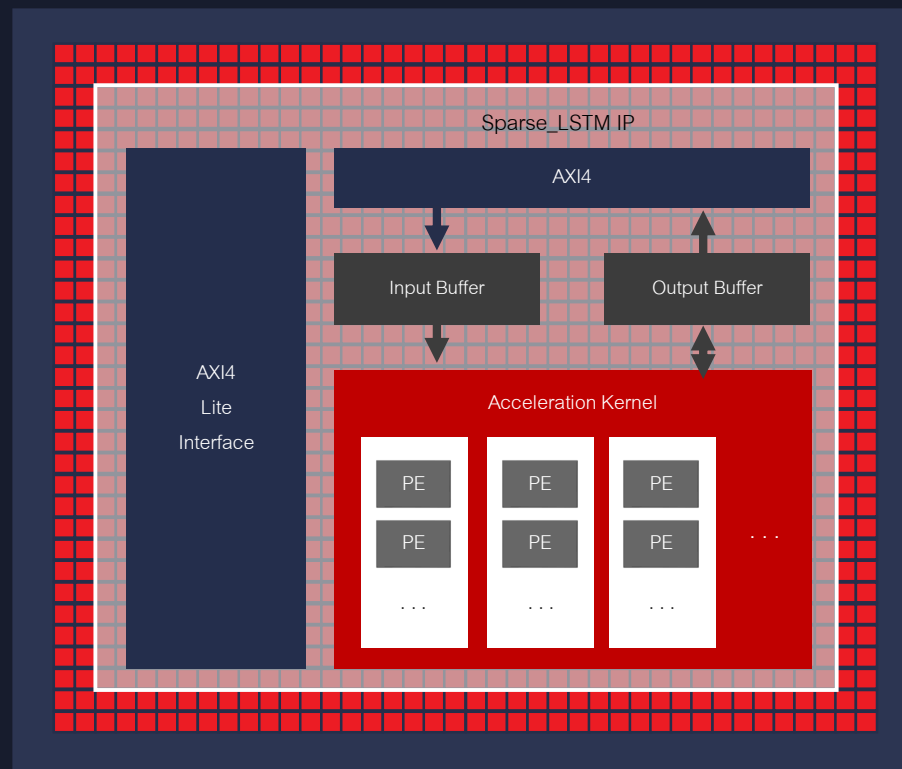 Sparse_LSTM IP
AXI4
Input Buffer
Output Buffer
AXI4
Lite
Interface
Acceleration Kernel
PE
PE
PE
PE
PE
PE
. . .
. . .
. . .
. . .